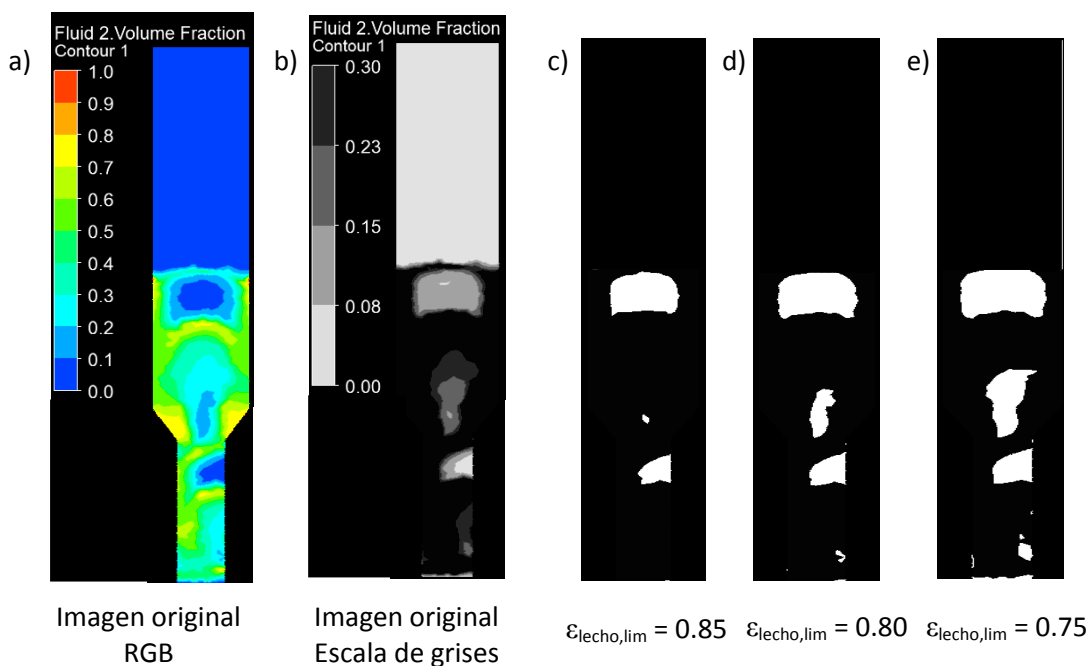 a)
Fluid 2.Volume Fraction
Contour 1
1.0
0.9
0.8
0.7
0.6
0.5
0.4
0.3
0.2
0.1
0.0
Imagen original
RGB
b)
Fluid 2.Volume Fraction
Contour 1
0.30
0.23
0.15
0.08
0.00
Imagen original
Escala de grises
c)
εlecho,lim = 0.85
d)
εlecho,lim = 0.80
e)
εlecho,lim = 0.75